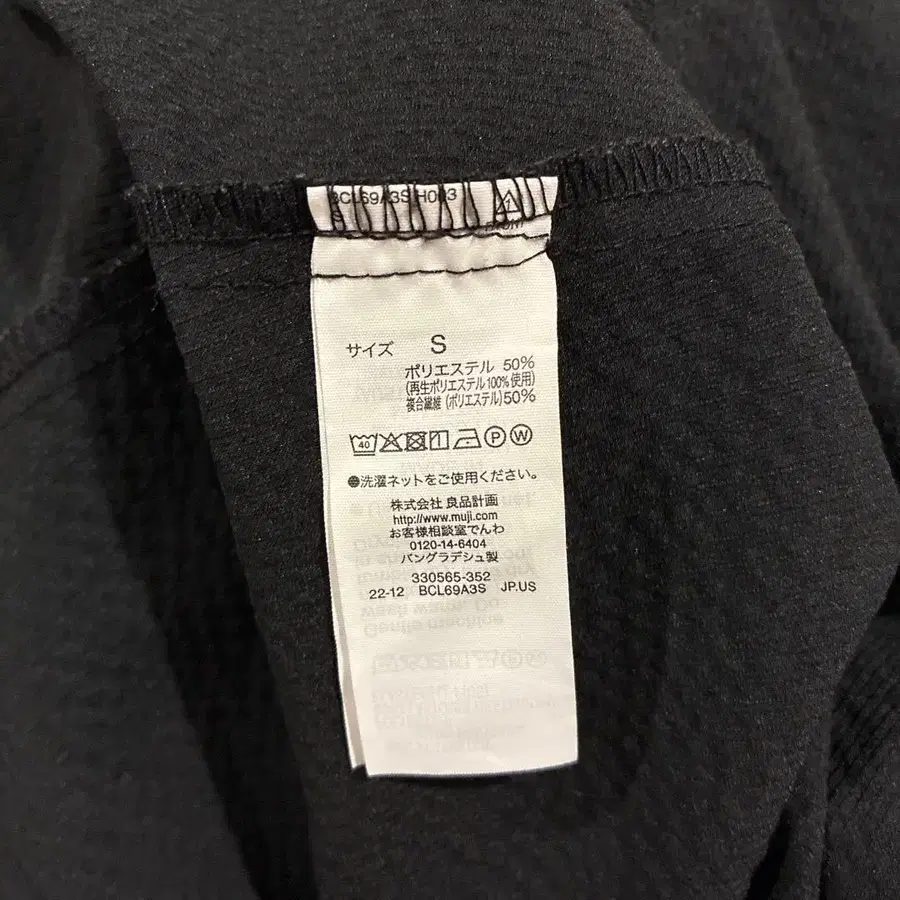 BCL69A3S H003
S
サイズ S
ポリエステル 50%
(再生ポリエステル100%使用)
複合繊維 (ポリエステル) 50%
40
P W
●洗濯ネットをご使用ください。
株式会社 良品計画
http://www.muji.com
お客様相談室でんわ
0120-14-6404
バングラデシュ製
330565-352
22-12 BCL69A3S JP.US